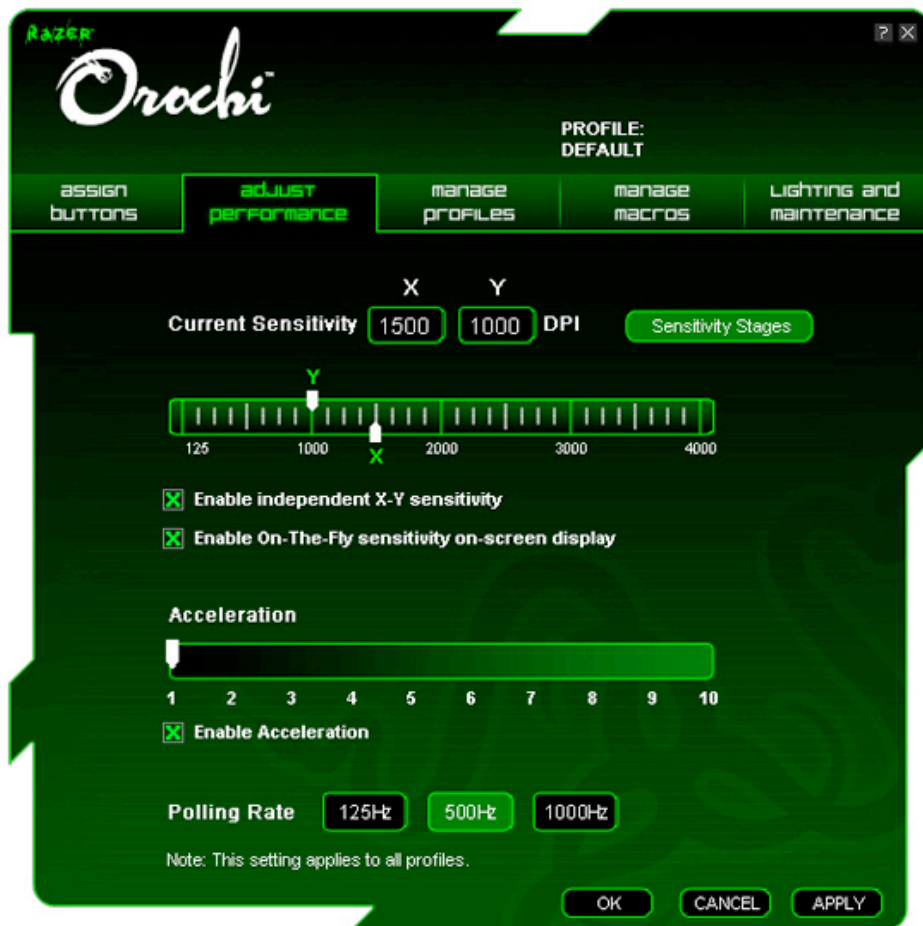 RAZER
Orochi™
? X
PROFILE:
DEFAULT
assign
buttons
adjust
performance
manage
profiles
manage
macros
Lighting and
maintenance
X Y
Current Sensitivity 1500 1000 DPI Sensitivity Stages
Y
125 1000 2000 3000 4000
X
Enable independent X-Y sensitivity
Enable On-The-Fly sensitivity on-screen display
Acceleration
1 2 3 4 5 6 7 8 9 10
Enable Acceleration
Polling Rate 125Hz 500Hz 1000Hz
Note: This setting applies to all profiles.
OK CANCEL APPLY